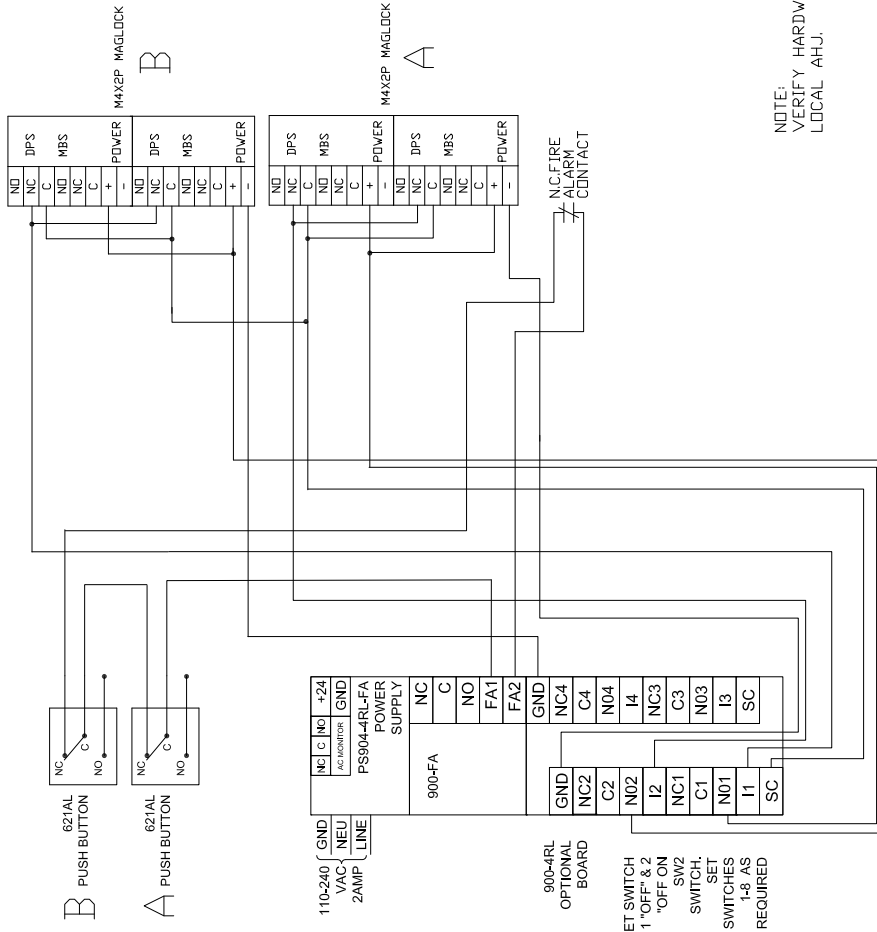 M4X2P MAGLOCK
B
NO
NC
C
NO
NC
C
+
-
NO
NC
C
NO
NC
C
+
-
DPS
MBS
POWER
DPS
MBS
POWER
M4X2P MAGLOCK
A
NO
NC
C
NO
NC
C
+
-
NO
NC
C
NO
NC
C
+
-
DPS
MBS
POWER
DPS
MBS
POWER
N.C.FIRE
ALARM
CONTACT
NOTE:
VERIFY HARDW
LOCAL AHJ.
B
621AL
PUSH BUTTON
NC
C
NO
A
621AL
PUSH BUTTON
NC
C
NO
110-240
VAC
2AMP
GND
NEU
LINE
NC C NO
AC MONITOR
+24
GND
PS904-4RL-FA
POWER
SUPPLY
900-FA
NC
C
NO
FA1
FA2
GND
NC4
C4
N04
I4
NC3
C3
N03
I3
SC
900-4RL
OPTIONAL
BOARD
GND
NC2
C2
N02
I2
NC1
C1
N01
I1
SC
ET SWITCH
1 "OFF" & 2
"OFF ON
SW2
SWITCH.
SET
SWITCHES
1-8 AS
REQUIRED